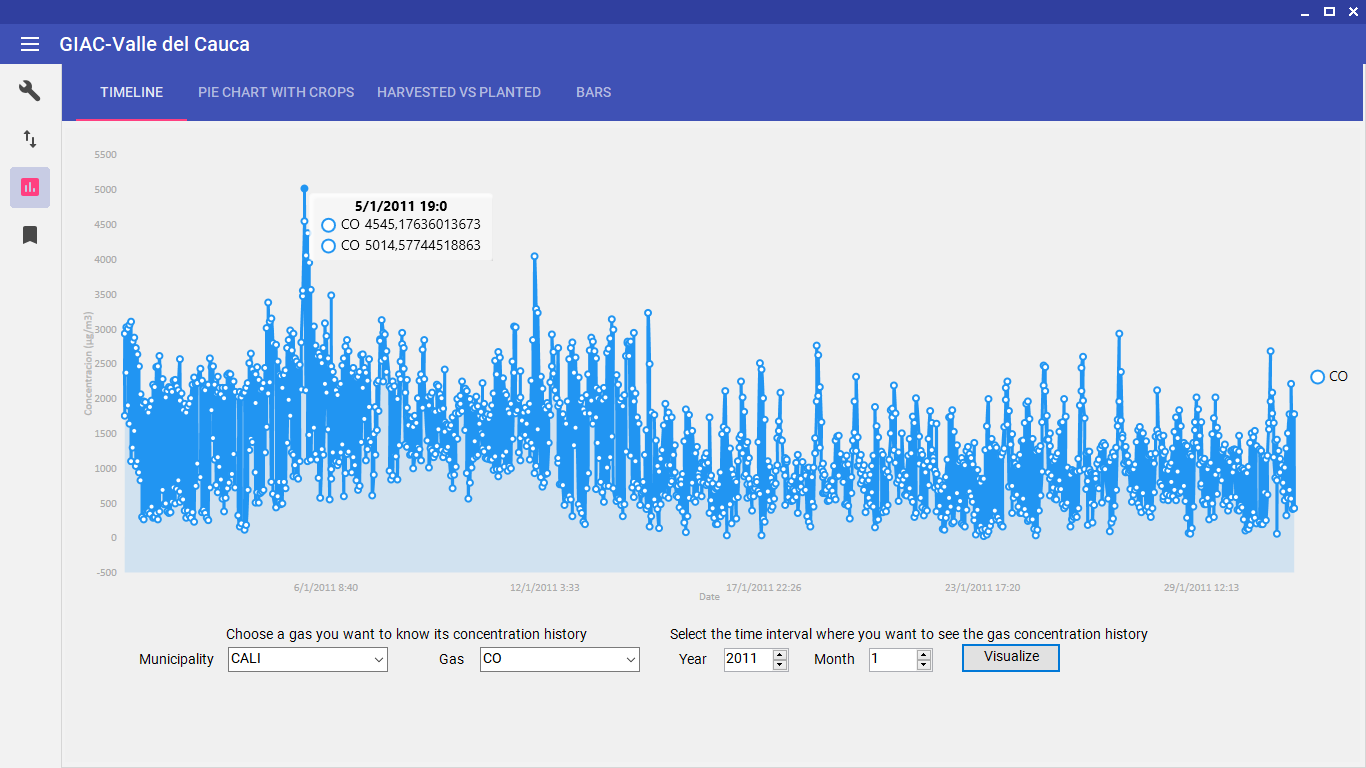 GIAC-Valle del Cauca
TIMELINE PIE CHART WITH CROPS HARVESTED VS PLANTED BARS
5500
5000
4500
4000
3500
3000
2500
2000
1500
1000
500
0
-500
Concentracion (µg/m3)
5/1/2011 19:0
CO 4545,17636013673
CO 5014,57744518863
CO
6/1/2011 8:40 12/1/2011 3:33 17/1/2011 22:26 23/1/2011 17:20 29/1/2011 12:13
Date
Choose a gas you want to know its concentration history
Select the time interval where you want to see the gas concentration history
Municipality CALI Gas CO Year 2011 Month 1 Visualize